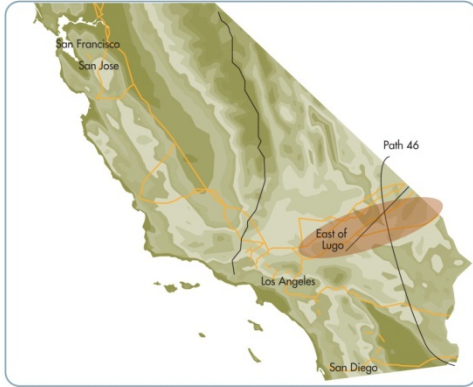 San Francisco
San Jose
Path 46
East of
Lugo
Los Angeles
San Diego